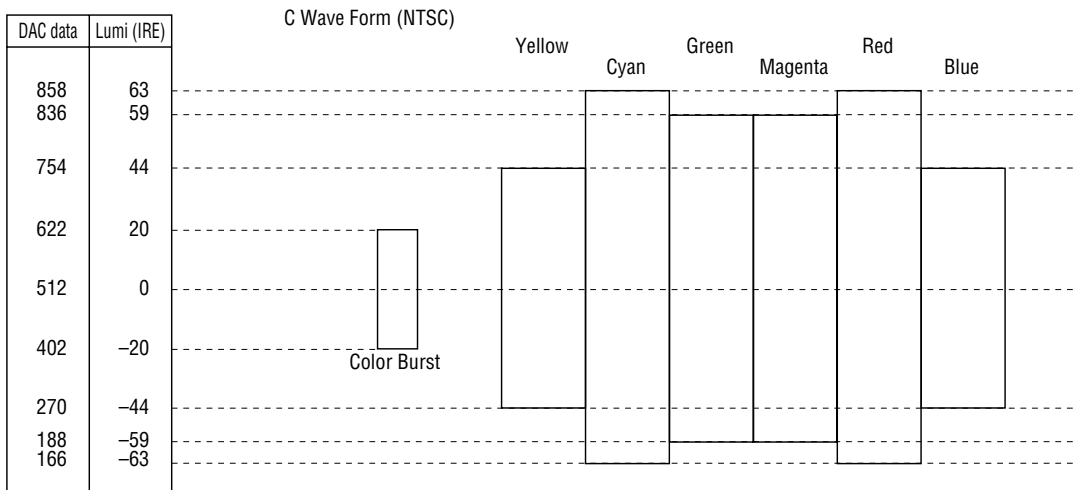 C Wave Form (NTSC)
DAC data Lumi (IRE)
Yellow Green Red
Cyan Magenta Blue
858 63
836 59
754 44
622 20
512 0
402 –20
Color Burst
270 –44
188 –59
166 –63